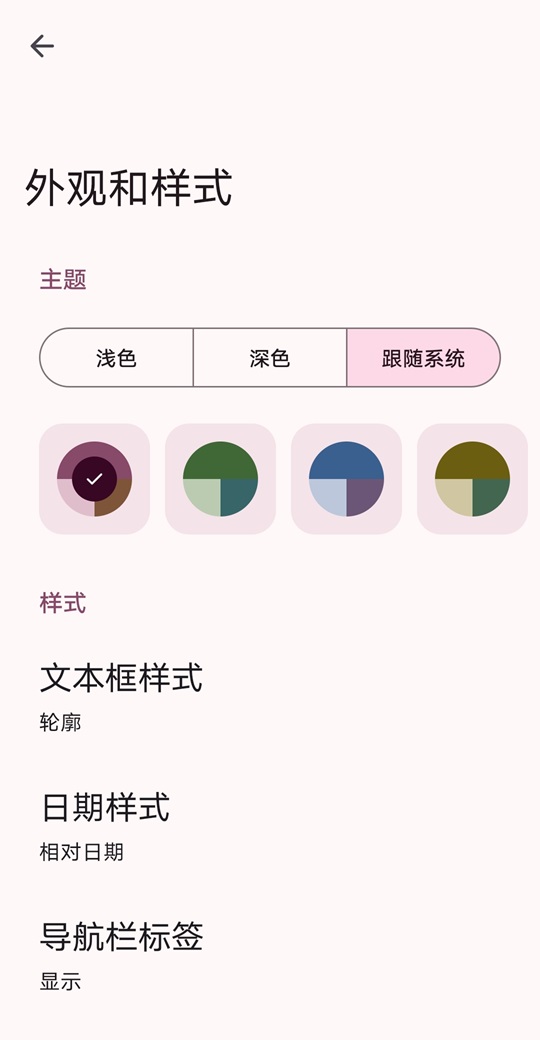 外观和样式
主题
浅色
深色
跟随系统
样式
文本框样式
轮廓
日期样式
相对日期
导航栏标签
显示